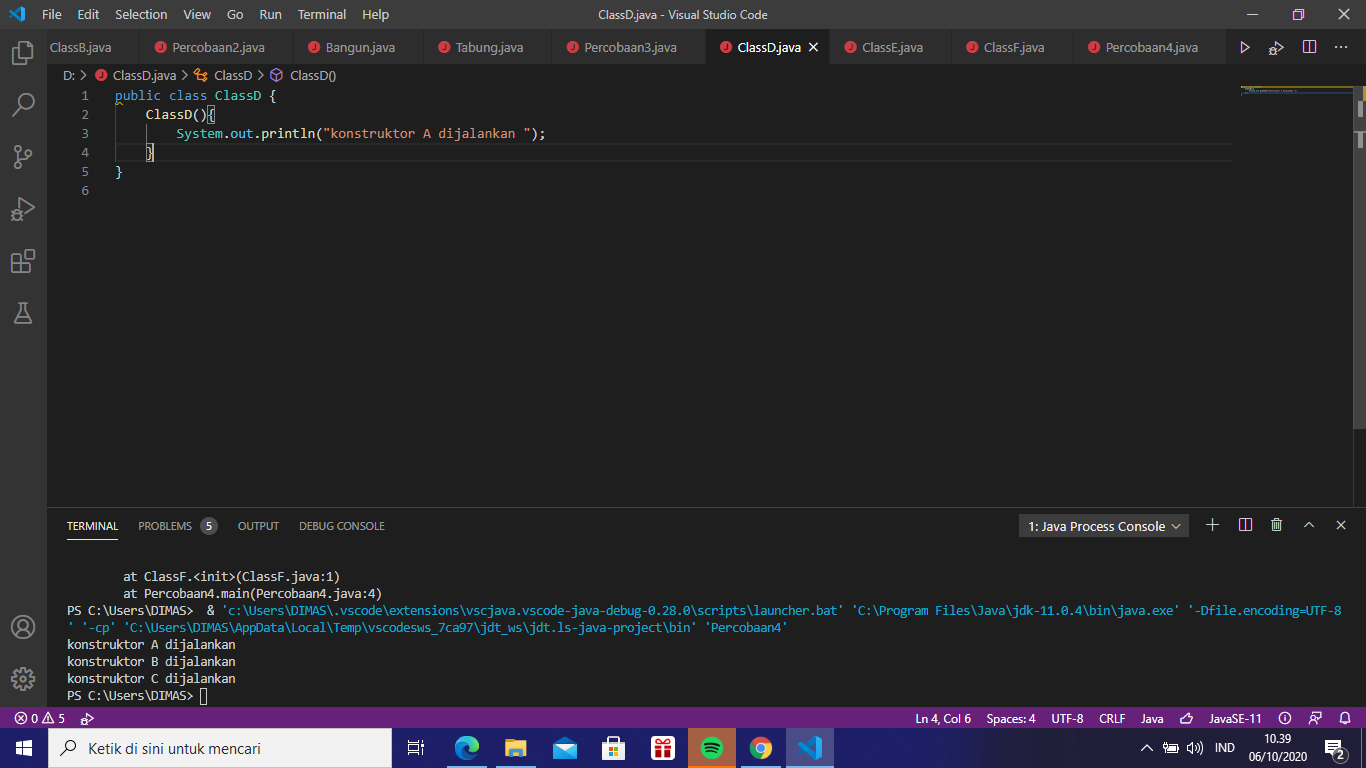 File Edit Selection View Go Run Terminal Help ClassD.java - Visual Studio Code
ClassB.java Percobaan2.java Bangun.java Tabung.java Percobaan3.java ClassD.java ClassE.java ClassF.java Percobaan4.java
D: > ClassD.java > ClassD > ClassD()
1 public class ClassD {
2 ClassD(){
3 System.out.println("konstruktor A dijalankan ");
4 }
5 }
6
TERMINAL PROBLEMS 5 OUTPUT DEBUG CONSOLE 1: Java Process Console
at ClassF.<init>(ClassF.java:1)
at Percobaan4.main(Percobaan4.java:4)
PS C:\Users\DIMAS> & 'c:\Users\DIMAS\.vscode\extensions\vscjava.vscode-java-debug-0.28.0\scripts\launcher.bat' 'C:\Program Files\Java\jdk-11.0.4\bin\java.exe' '-Dfile.encoding=UTF-8
' '-cp' 'C:\Users\DIMAS\AppData\Local\Temp\vscodesws_7ca97\jdt_ws\jdt.ls-java-project\bin' 'Percobaan4'
konstruktor A dijalankan
konstruktor B dijalankan
konstruktor C dijalankan
PS C:\Users\DIMAS>
0 5 Ln 4, Col 6 Spaces: 4 UTF-8 CRLF Java JavaSE-11
Ketik di sini untuk mencari IND 10.39
06/10/2020 2